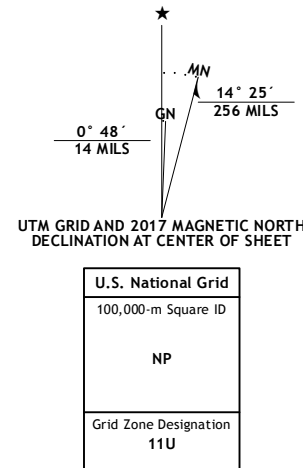 MN
GN
14° 25´
256 MILS
0° 48´
14 MILS
UTM GRID AND 2017 MAGNETIC NORTH
DECLINATION AT CENTER OF SHEET
U.S. National Grid
100,000-m Square ID
NP
Grid Zone Designation
11U